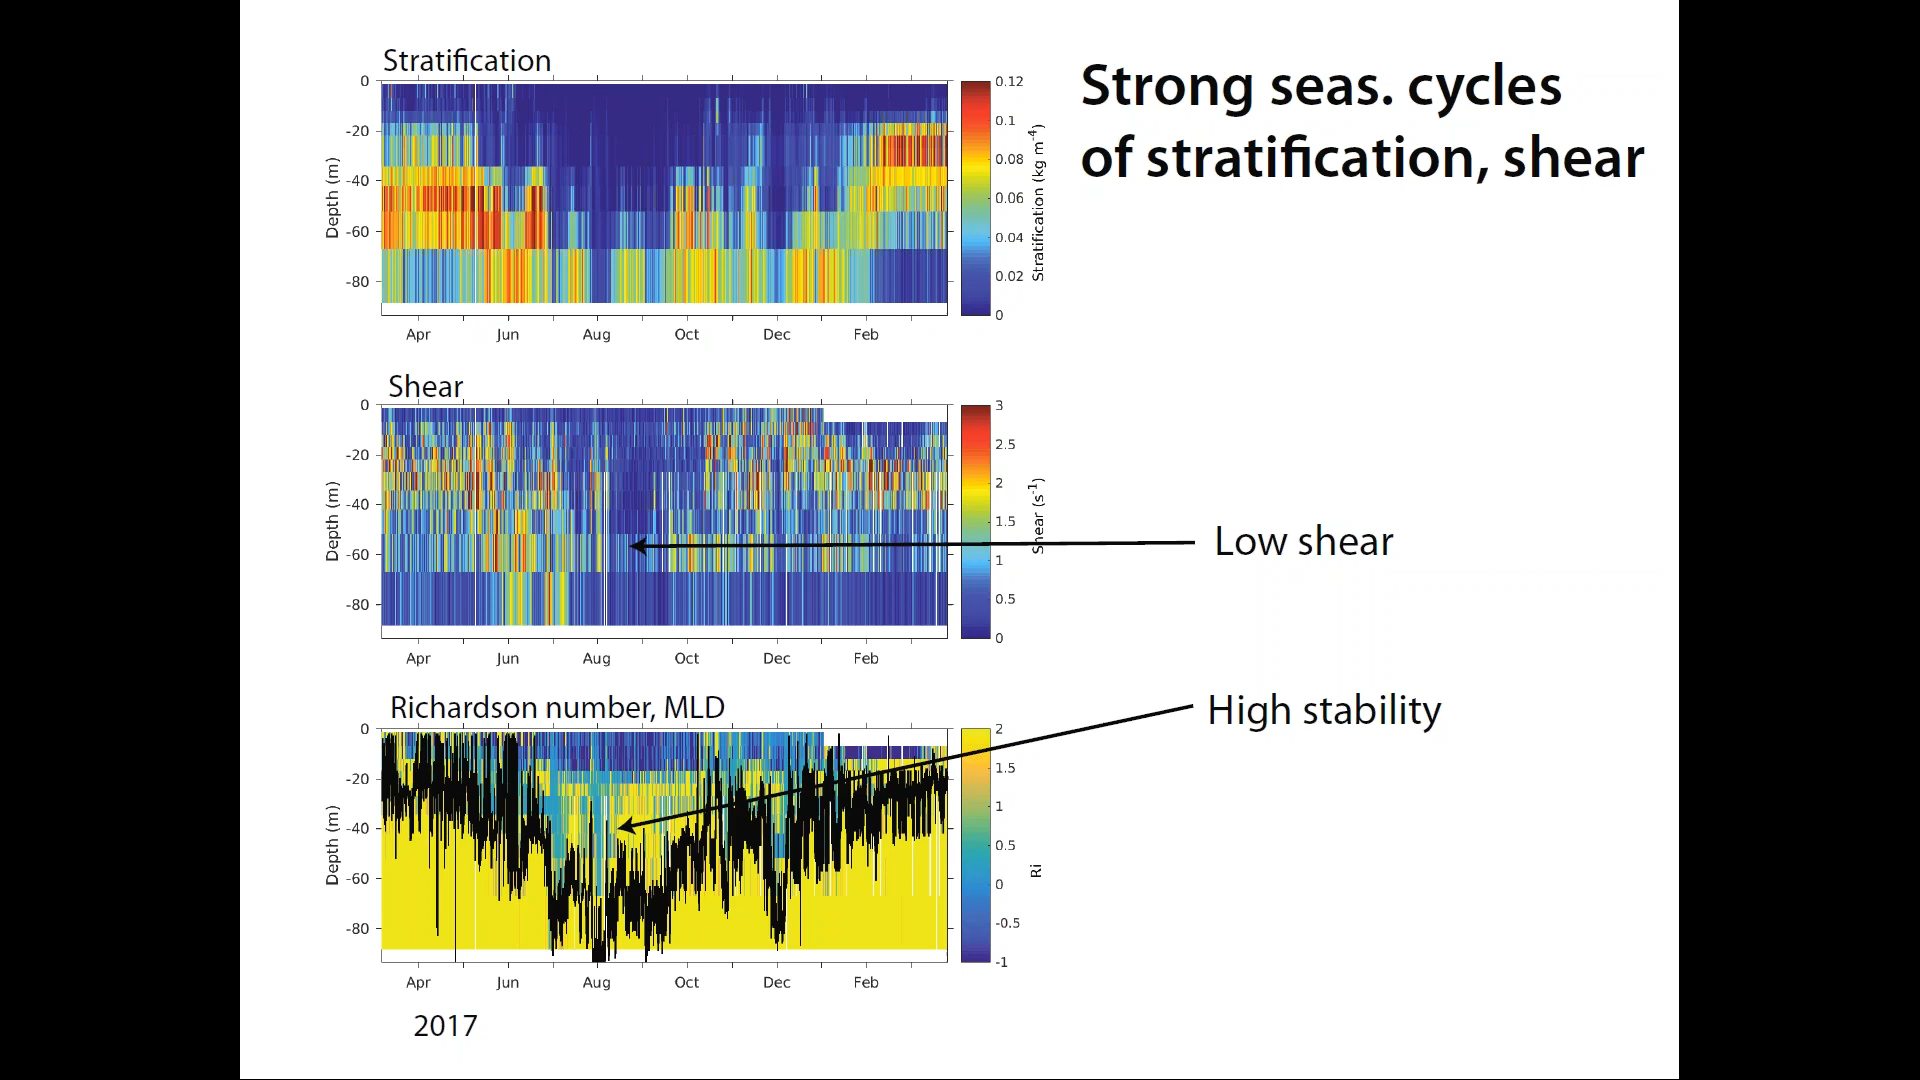 Strong seas. cycles
of stratification, shear
Stratification
0
-20
-40
-60
-80
Depth (m)
Apr Jun Aug Oct Dec Feb
0.12
0.1
0.08
0.06
0.04
0.02
0
Stratification (kg m-4)
Shear
0
-20
-40
-60
-80
Depth (m)
Apr Jun Aug Oct Dec Feb
3
2.5
2
1.5
1
0.5
0
Shear (s-1)
Low shear
Richardson number, MLD
0
-20
-40
-60
-80
Depth (m)
Apr Jun Aug Oct Dec Feb
2
1.5
1
0.5
0
-0.5
-1
Ri
High stability
2017